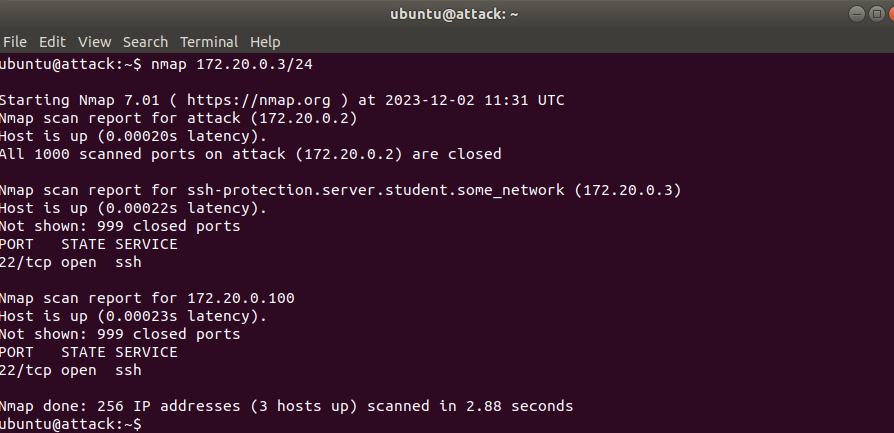 ubuntu@attack: ~
File Edit View Search Terminal Help
ubuntu@attack:~$ nmap 172.20.0.3/24
Starting Nmap 7.01 ( https://nmap.org ) at 2023-12-02 11:31 UTC
Nmap scan report for attack (172.20.0.2)
Host is up (0.00020s latency).
All 1000 scanned ports on attack (172.20.0.2) are closed
Nmap scan report for ssh-protection.server.student.some_network (172.20.0.3)
Host is up (0.00022s latency).
Not shown: 999 closed ports
PORT   STATE SERVICE
22/tcp open  ssh
Nmap scan report for 172.20.0.100
Host is up (0.00023s latency).
Not shown: 999 closed ports
PORT   STATE SERVICE
22/tcp open  ssh
Nmap done: 256 IP addresses (3 hosts up) scanned in 2.88 seconds
ubuntu@attack:~$